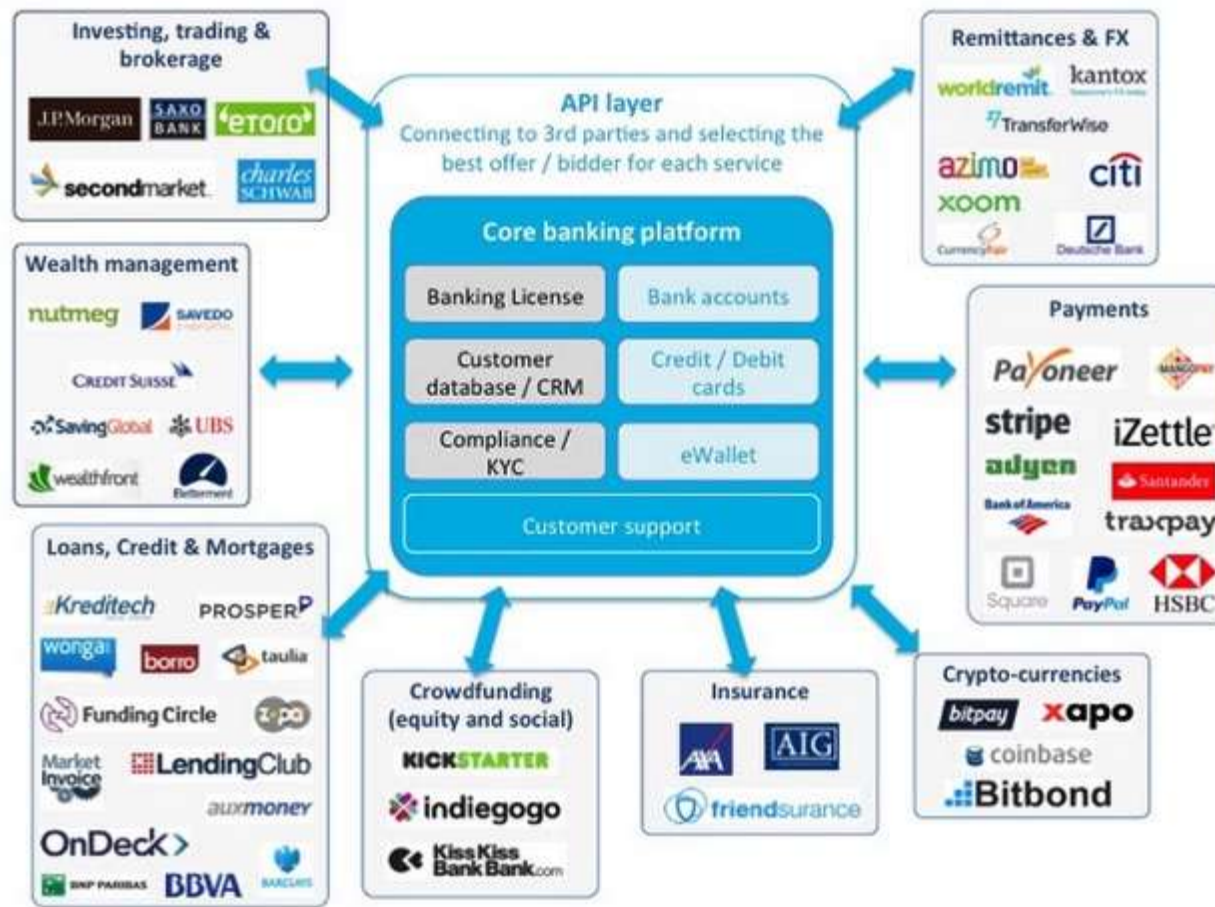 Investing, trading &
brokerage
J.P.Morgan
SAXO
BANK
eTORO
secondmarket
charles
SCHWAB
Wealth management
nutmeg
SAVEDO
CREDIT SUISSE
SavingGlobal
UBS
wealthfront
Betterment
Loans, Credit & Mortgages
Kreditech
PROSPER
wonga
borro
taulia
Funding Circle
zopa
Market
Invoice
LendingClub
auxmoney
OnDeck>
BNP PARIBAS
BBVA
BARCLAYS
API layer
Connecting to 3rd parties and selecting the
best offer / bidder for each service
Core banking platform
Banking License
Bank accounts
Customer
database / CRM
Credit / Debit
cards
Compliance /
KYC
eWallet
Customer support
Crowdfunding
(equity and social)
KICKSTARTER
indiegogo
KissKiss
BankBank.com
Insurance
AXA
AIG
friendsurance
Remittances & FX
worldremit
kantox
TransferWise
azimo
citi
xoom
Currencyfair
Deutsche Bank
Payments
Payoneer
MANGOPAY
stripe
iZettle
adyen
Santander
Bank of America
traxpay
Square
PayPal
HSBC
Crypto-currencies
bitpay
xapo
coinbase
Bitbond